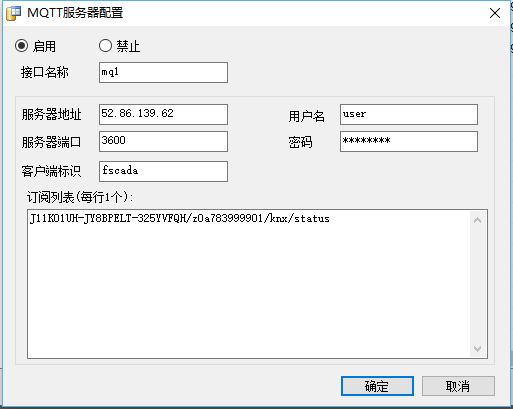 MQTT服务器配置
启用 禁止
接口名称 mq1
服务器地址 52.86.139.62 用户名 user
服务器端口 3600 密码 ********
客户端标识 fscada
订阅列表(每行1个):
J11KO1UH-JY8BPELT-325YVFQH/z0a783999901/knx/status
确定 取消